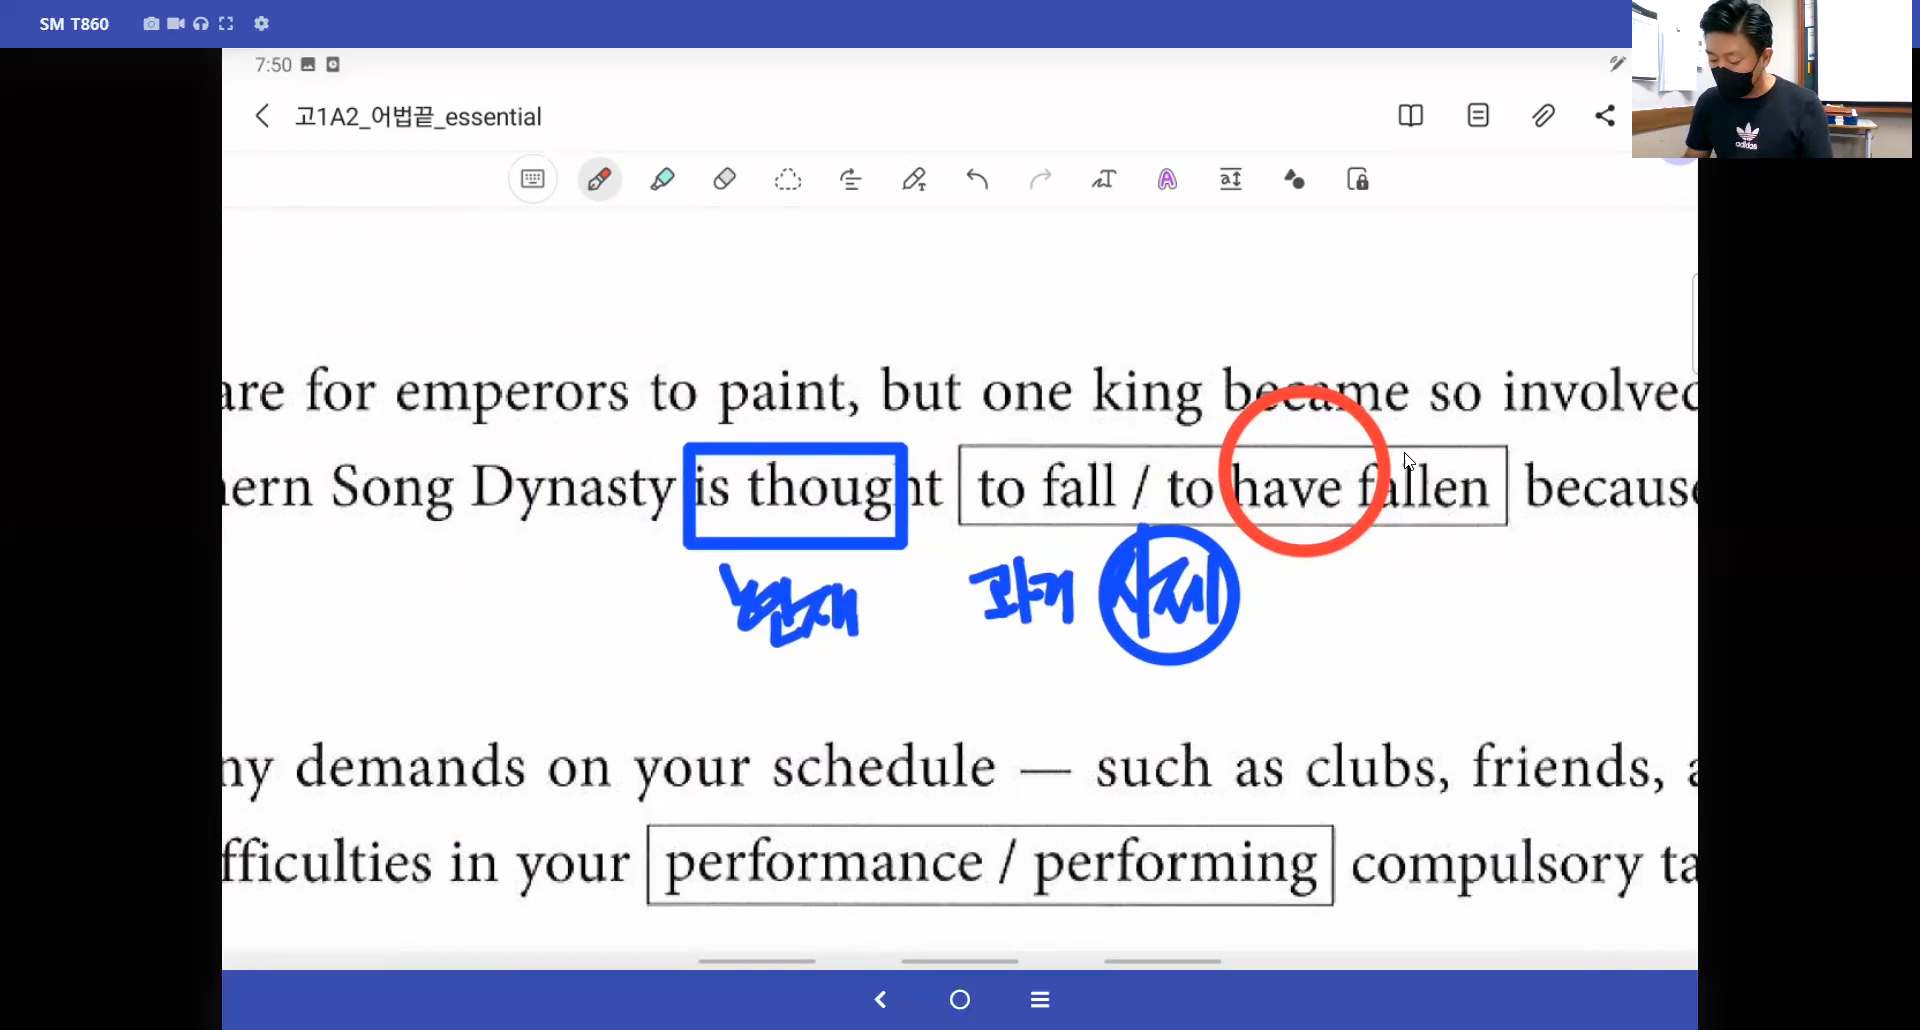 SM T860
7:50
고1A2_어법끝_essential
are for emperors to paint, but one king became so involved
hern Song Dynasty is thought to fall / to have fallen because
현재 과거 시제
ny demands on your schedule — such as clubs, friends, a
fficulties in your performance / performing compulsory ta
adidas